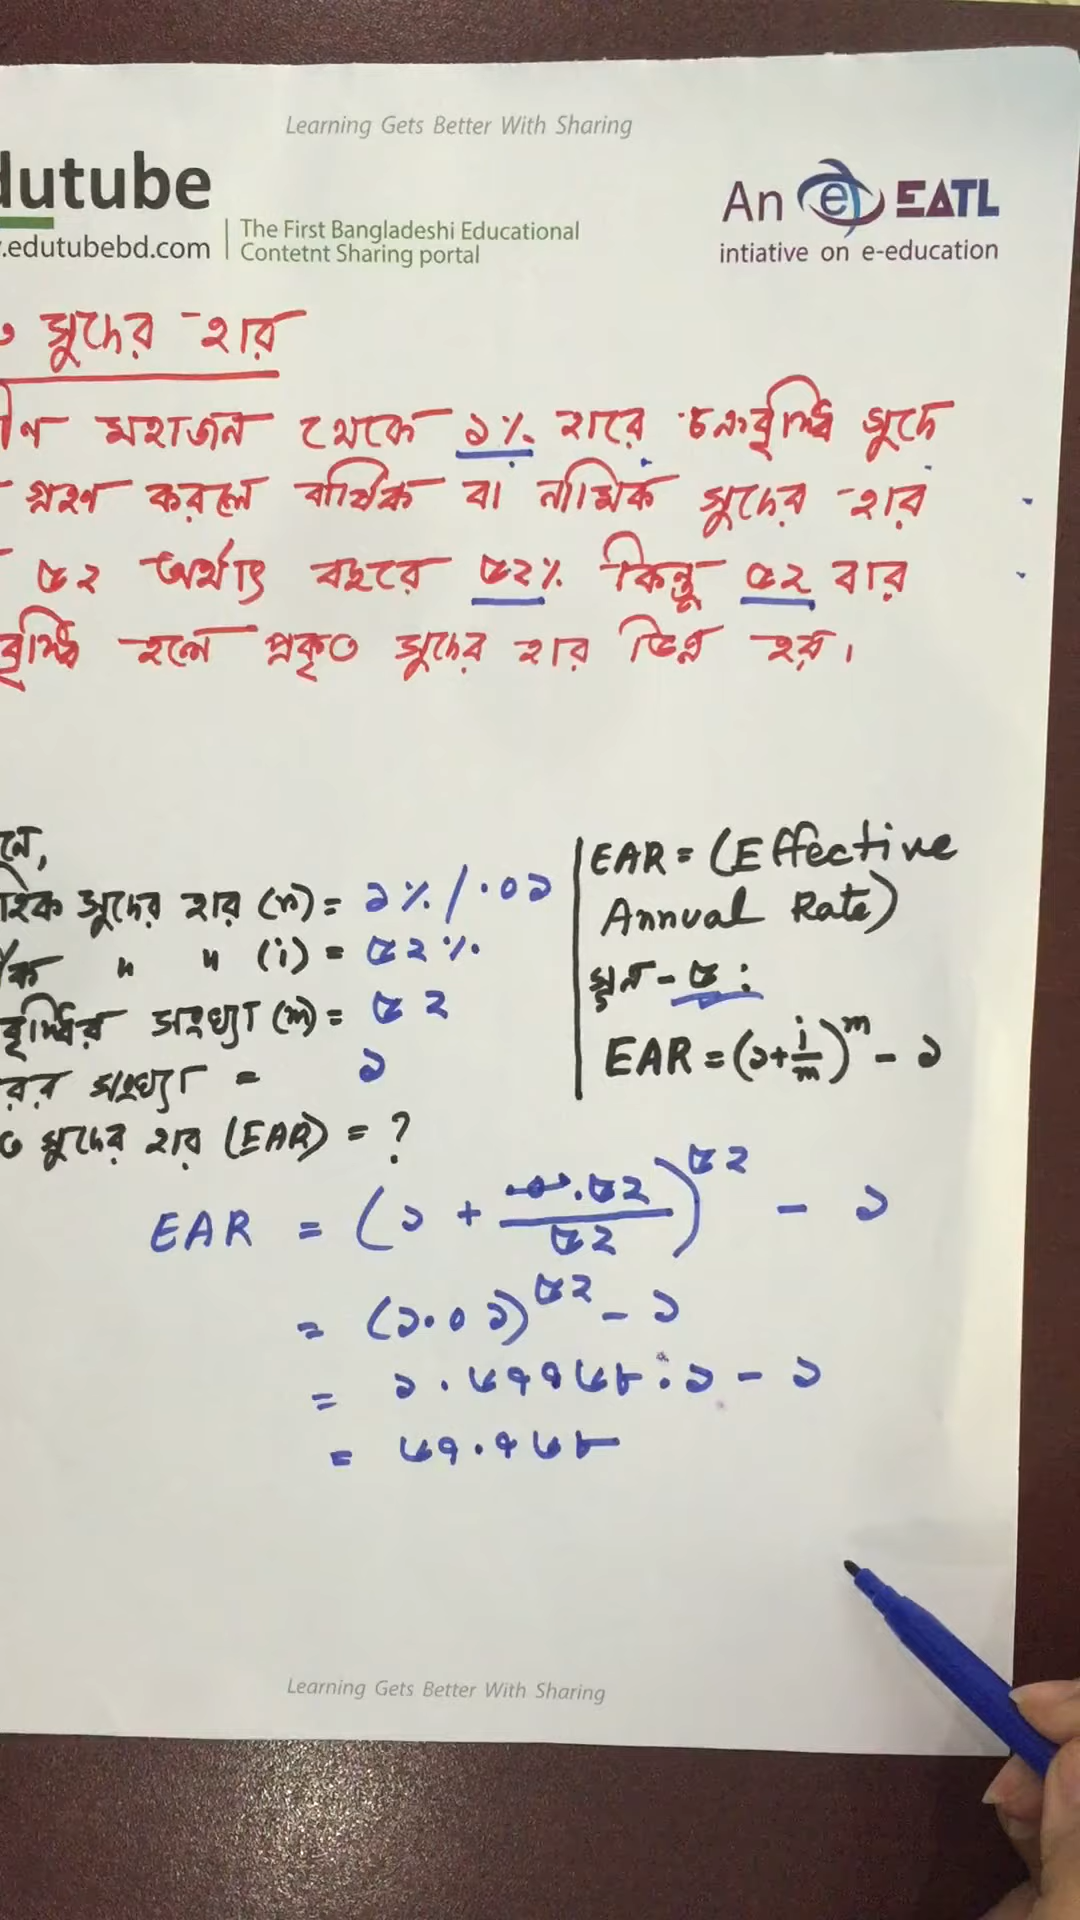 Learning Gets Better With Sharing
dutube
.edutubebd.com
The First Bangladeshi Educational
Contetnt Sharing portal
An e EATL
intiative on e-education
সুদের হার
মহাজন থেকে ১% হারে চক্রবৃদ্ধি সুদে
গ্রহণ করলে বার্ষিক বা নামিক সুদের হার
৫২ অর্থাৎ বছরে ৫২% কিন্তু ৫২ বার
বৃদ্ধি হলে প্রকৃত সুদের হার ভিন্ন হয়।
নে,
হিক সুদের হার (n) = ১%/.০১
র্ষিক " " (i) = ৫২%
বৃদ্ধির সংখ্যা (m) = ৫২
রের সংখ্যা = ১
ত সুদের হার (EAR) = ?
EAR = (Effective
Annual Rate)
সূত্র - ৫ :
EAR = (১+i/m)^m - ১
EAR = (১ + .৫২/৫২)^৫২ - ১
= (১.০১)^৫২ - ১
= ১.৬৭৭৬৮:১ - ১
= ৬৭.৭৬৮
Learning Gets Better With Sharing